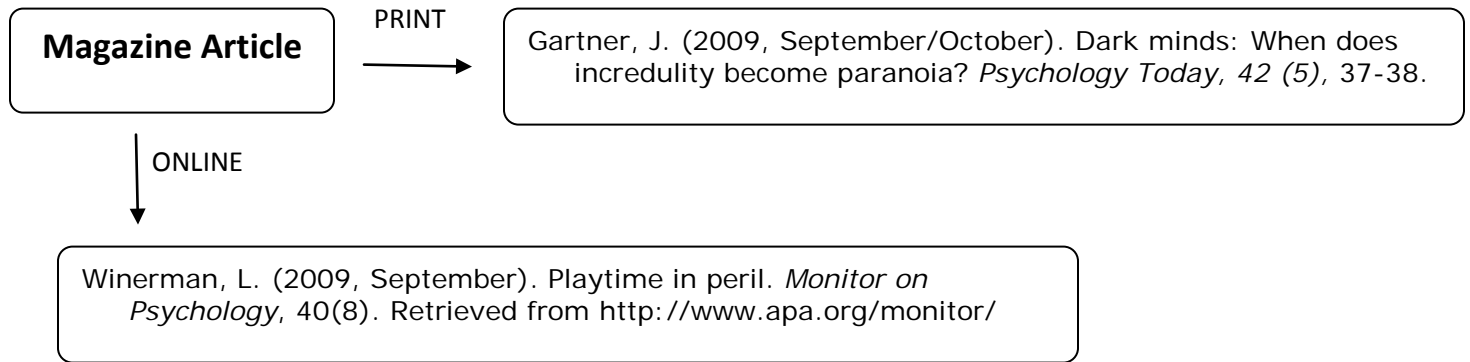 Magazine Article
PRINT
Gartner, J. (2009, September/October). Dark minds: When does
incredulity become paranoia? Psychology Today, 42 (5), 37-38.
ONLINE
Winerman, L. (2009, September). Playtime in peril. Monitor on
Psychology, 40(8). Retrieved from http://www.apa.org/monitor/